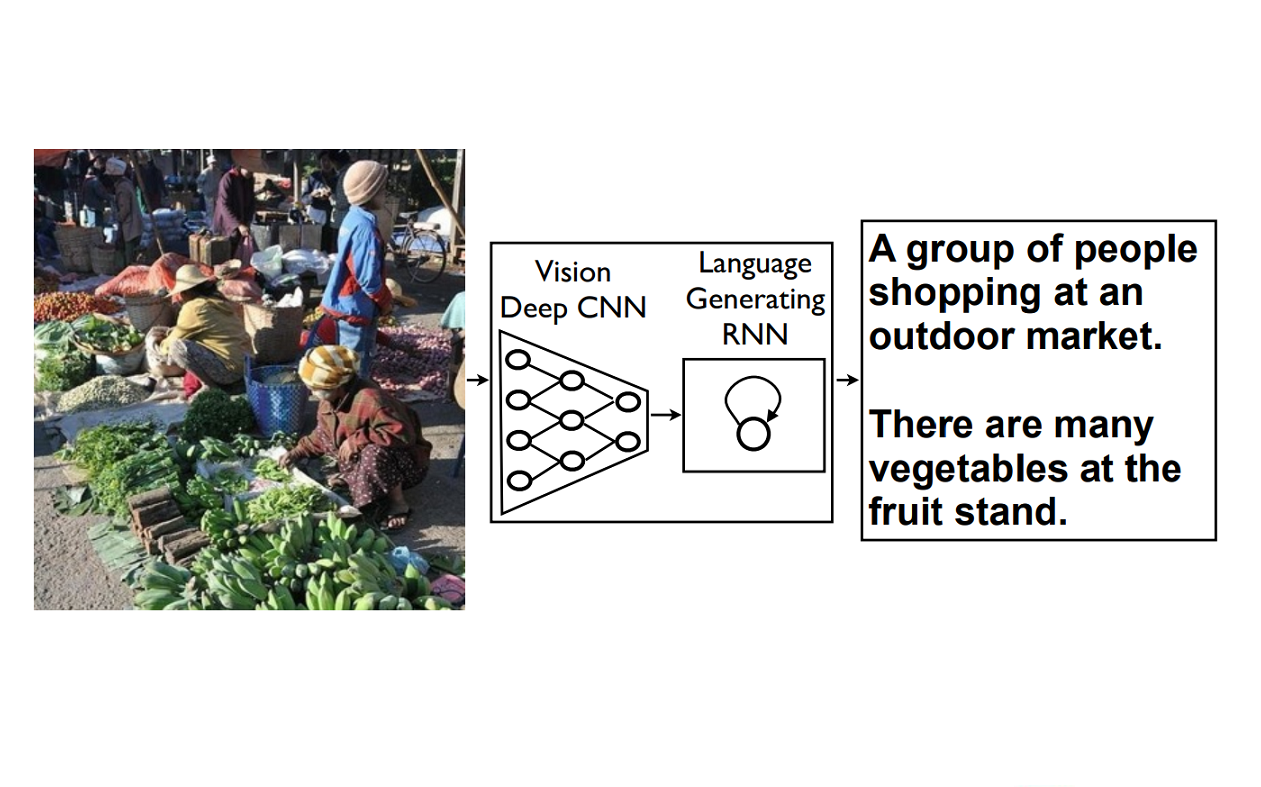 Vision
Deep CNN
Language
Generating
RNN
A group of people
shopping at an
outdoor market.
There are many
vegetables at the
fruit stand.